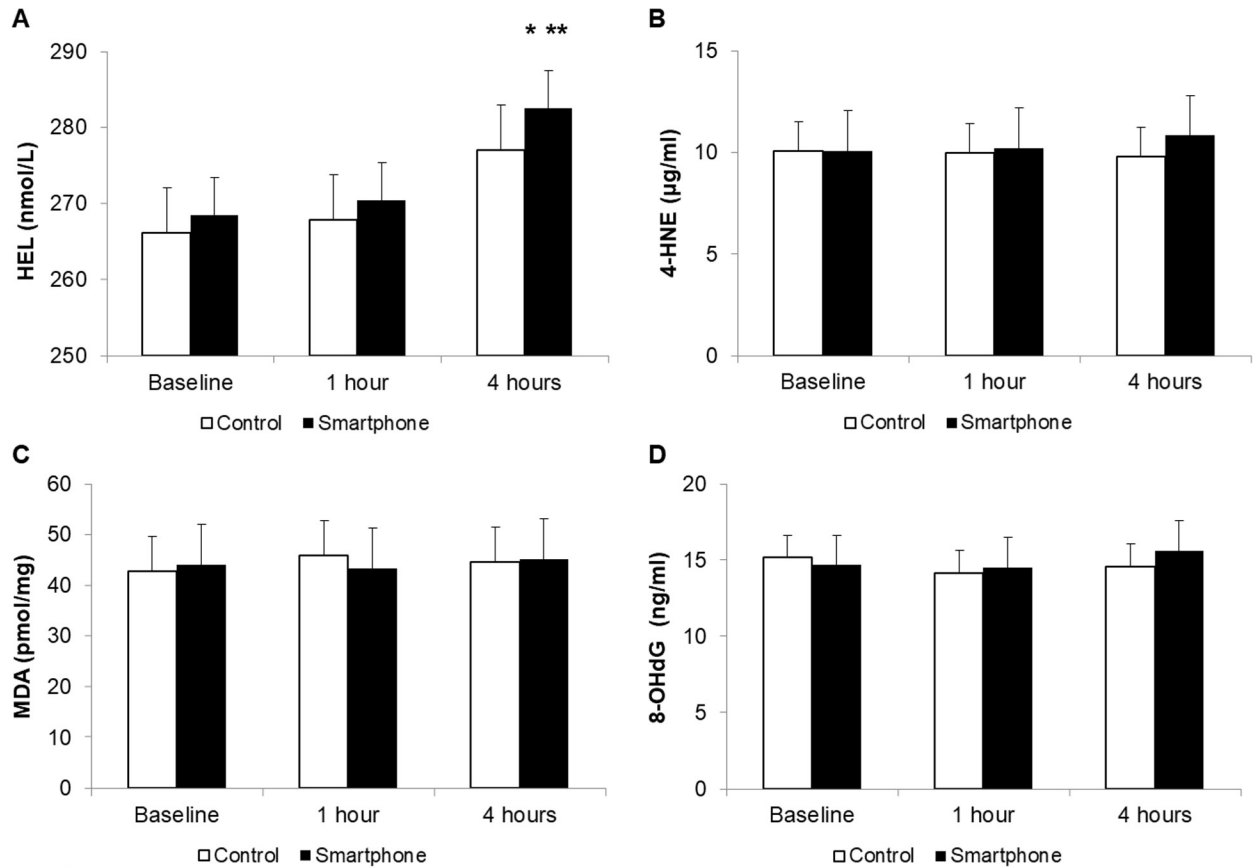 A
* **
HEL (nmol/L)
290
280
270
260
250
Baseline 1 hour 4 hours
Control Smartphone
B
4-HNE (µg/ml)
15
10
5
0
Baseline 1 hour 4 hours
Control Smartphone
C
MDA (pmol/mg)
60
50
40
30
20
10
0
Baseline 1 hour 4 hours
Control Smartphone
D
8-OHdG (ng/ml)
20
15
10
5
0
Baseline 1 hour 4 hours
Control Smartphone